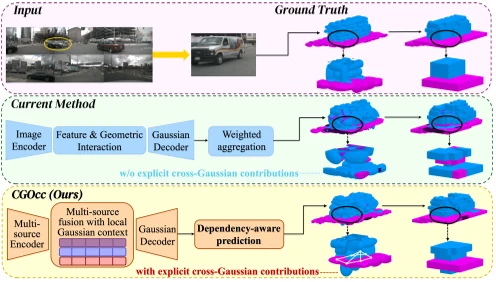 Input
Ground Truth
Current Method
Image
Encoder
Feature & Geometric
Interaction
Gaussian
Decoder
Weighted
aggregation
w/o explicit cross-Gaussian contributions
CGOcc (Ours)
Multi-
source
Encoder
Multi-source
fusion with local
Gaussian context
Gaussian
Decoder
Dependency-aware
prediction
with explicit cross-Gaussian contributions